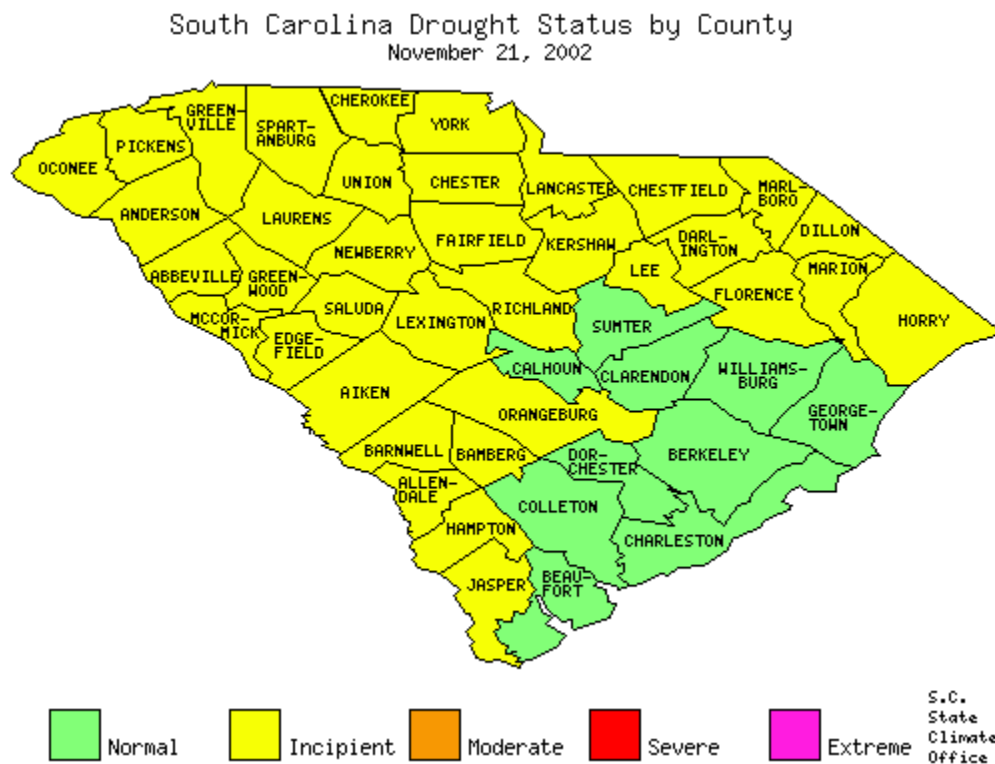 South Carolina Drought Status by County
November 21, 2002
CHEROKEE
GREEN-
VILLE
SPART-
ANBURG
YORK
PICKENS
OCONEE
UNION
CHESTER
LANCASTER
CHESTFIELD
MARL-
BORO
ANDERSON
LAURENS
FAIRFIELD
KERSHAW
DARL-
INGTON
DILLON
NEWBERRY
ABBEVILLE
GREEN-
WOOD
LEE
MARION
FLORENCE
SALUDA
RICHLAND
MCCOR-
MICK
LEXINGTON
SUMTER
HORRY
EDGE-
FIELD
CALHOUN
CLARENDON
WILLIAMS-
BURG
AIKEN
ORANGEBURG
GEORGE-
TOWN
BARNWELL
BAMBERG
DOR-
CHESTER
BERKELEY
ALLEN-
DALE
COLLETON
HAMPTON
CHARLESTON
JASPER
BEAU-
FORT
Normal
Incipient
Moderate
Severe
Extreme
S.C.
State
Climate
Office